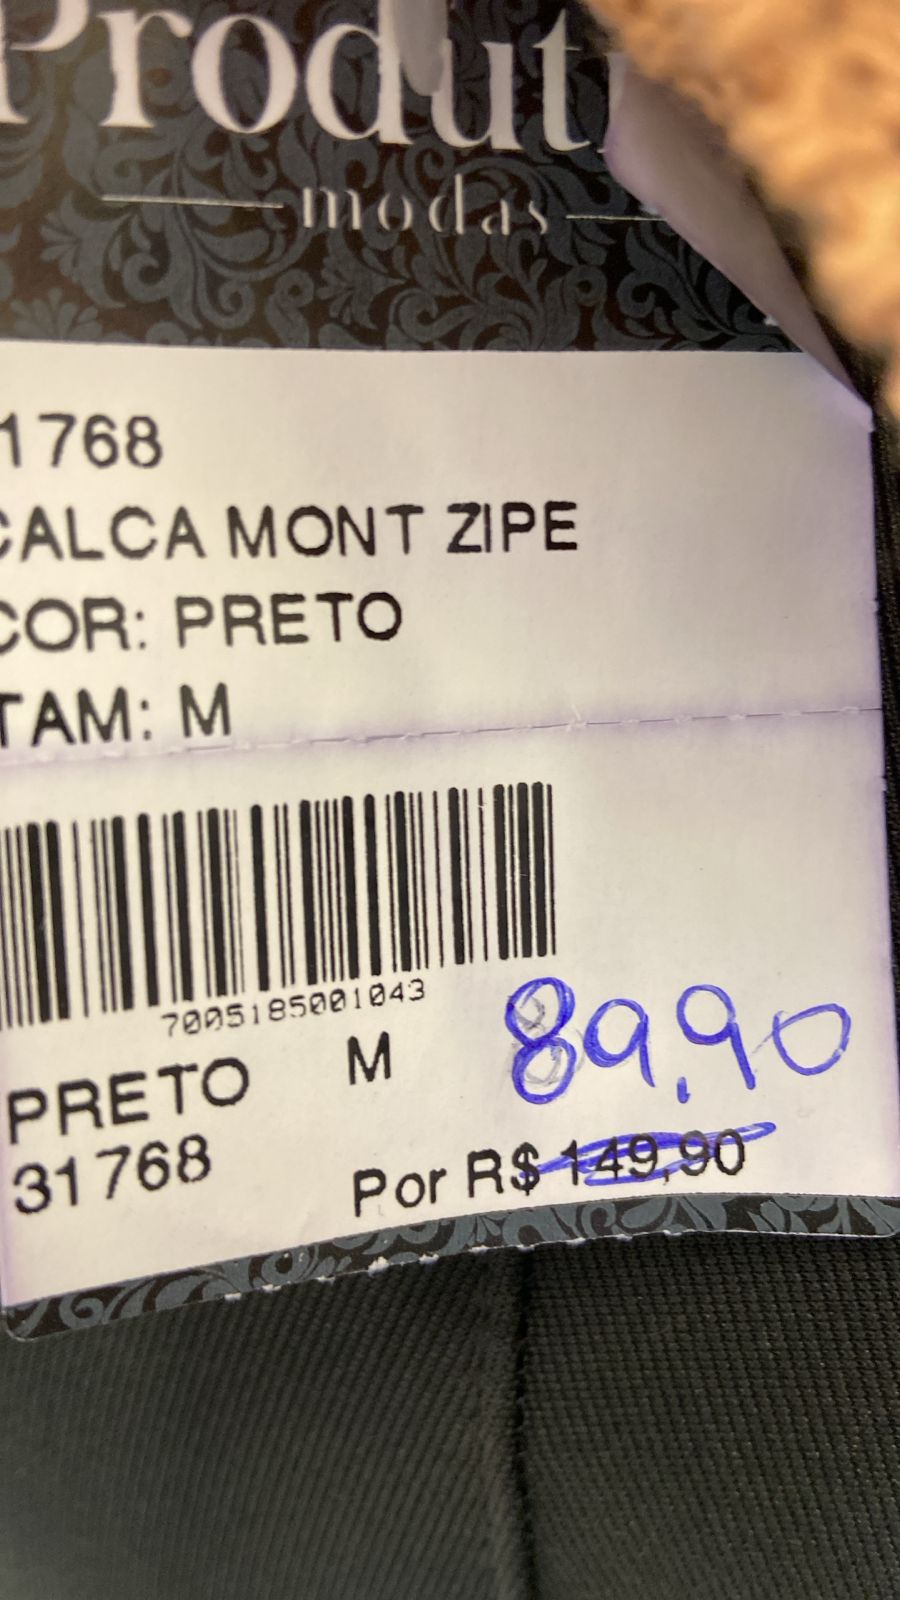 Produt
modas
1768
CALCA MONT ZIPE
COR: PRETO
TAM: M
7005185001043
PRETO M 89,90
31768 Por R$ 149,90